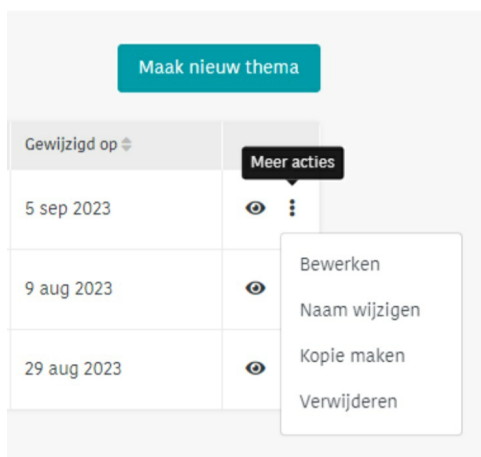 Maak nieuw thema
Gewijzigd op
Meer acties
5 sep 2023
Bewerken
9 aug 2023
Naam wijzigen
Kopie maken
29 aug 2023
Verwijderen